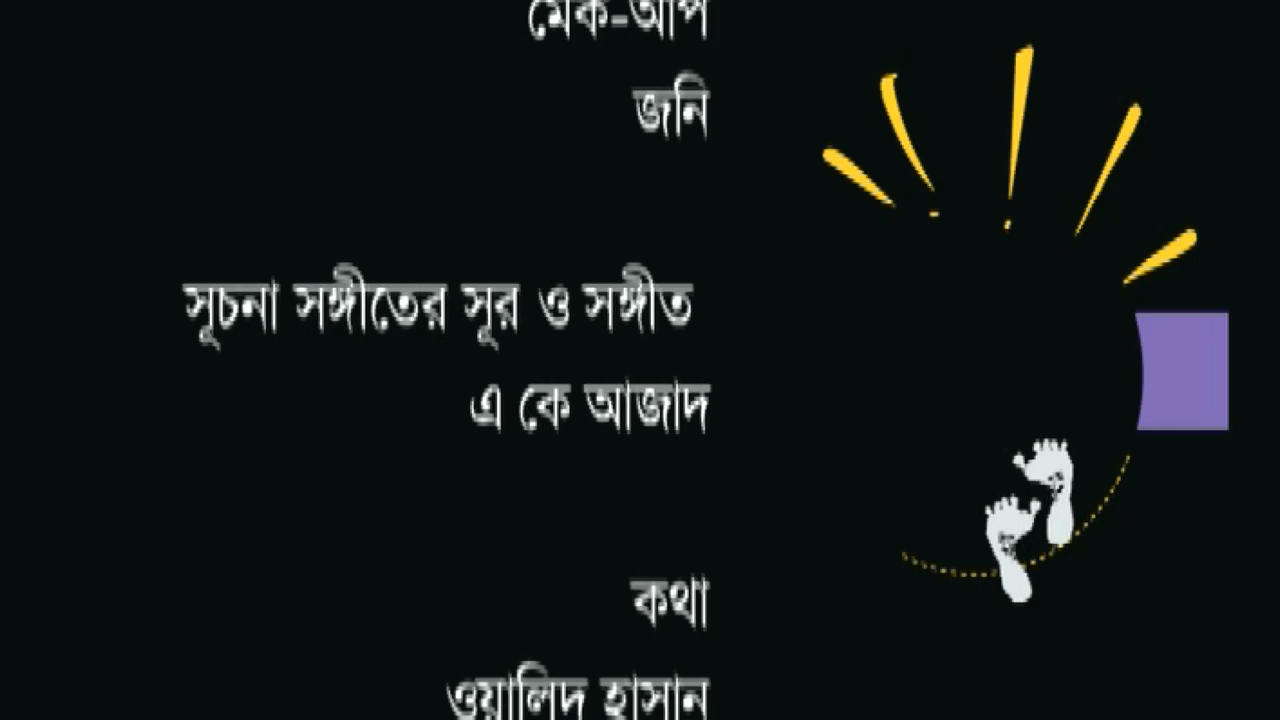 মেক-আপ
জনি
সূচনা সঙ্গীতের সূর ও সঙ্গীত
এ কে আজাদ
কথা
ওয়ালিদ হাসান